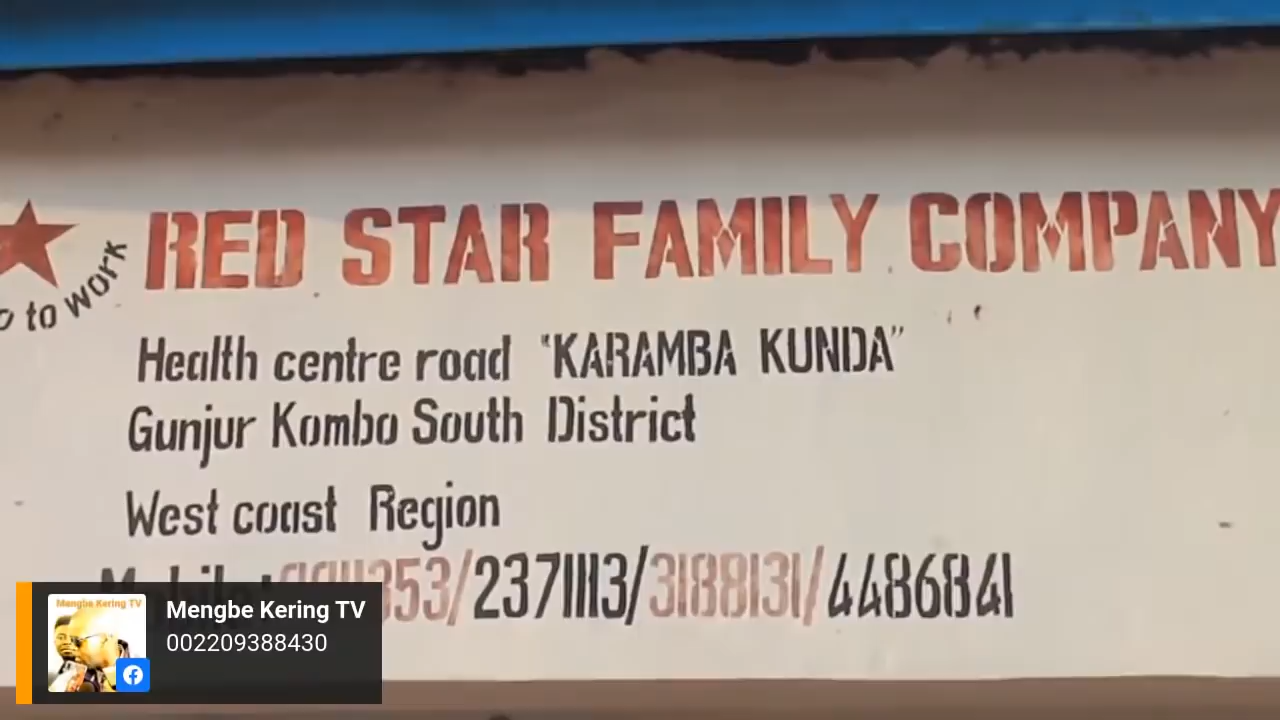 RED STAR FAMILY COMPANY
to WORK
Health centre road "KARAMBA KUNDA"
Gunjur Kombo South District
West coast Region
353/2371113/3188131/4486841
Mengbe Kering TV
Mengbe Kering TV
002209388430